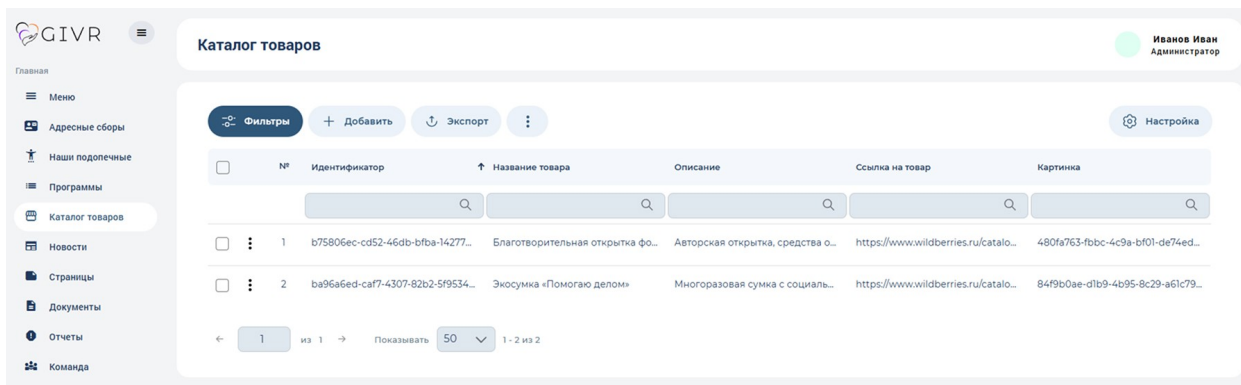 GIVR
Каталог товаров
Иванов Иван
Администратор
Главная
Меню
Адресные сборы
Наши подопечные
Программы
Каталог товаров
Новости
Страницы
Документы
Отчеты
Команда
Фильтры
Добавить
Экспорт
Настройка
№ Идентификатор Название товара Описание Ссылка на товар Картинка
1 b75806ec-cd52-46db-bfba-14277... Благотворительная открытка фо... Авторская открытка, средства о... https://www.wildberries.ru/catalo... 480fa763-fbbc-4c9a-bf01-de74ed...
2 ba96a6ed-caf7-4307-82b2-5f9534... Экосумка «Помогаю делом» Многоразовая сумка с социаль... https://www.wildberries.ru/catalo... 84f9b0ae-d1b9-4b95-8c29-a61c79...
1 из 1 Показывать 50 1 - 2 из 2